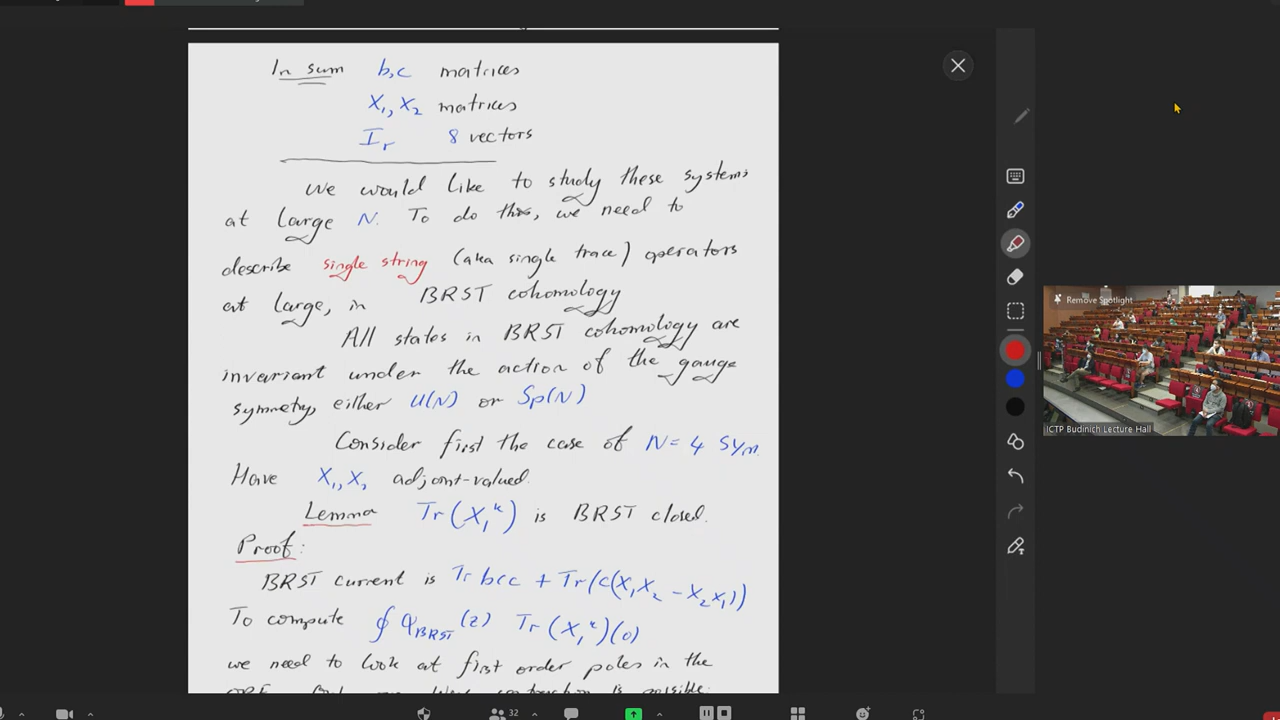 In sum b,c matrices
X₁, X₂ matrices
Iᵣ 8 vectors
We would like to study these systems
at large N. To do this, we need to
describe single string (aka single trace) operators
at large, in BRST cohomology
All states in BRST cohomology are
invariant under the action of the gauge
symmetry, either U(N) or Sp(N)
Consider first the case of N=4 SYM.
Have X₁, X₂ adjoint-valued.
Lemma Tr(X₁ᵏ) is BRST closed.
Proof:
BRST current is Tr bcc + Tr(c(X₁X₂ - X₂X₁))
To compute ∮ Q_BRST (z) Tr(X₁ᵏ)(0)
we need to look at first order poles in the
Remove Spotlight
ICTP Budinich Lecture Hall
32